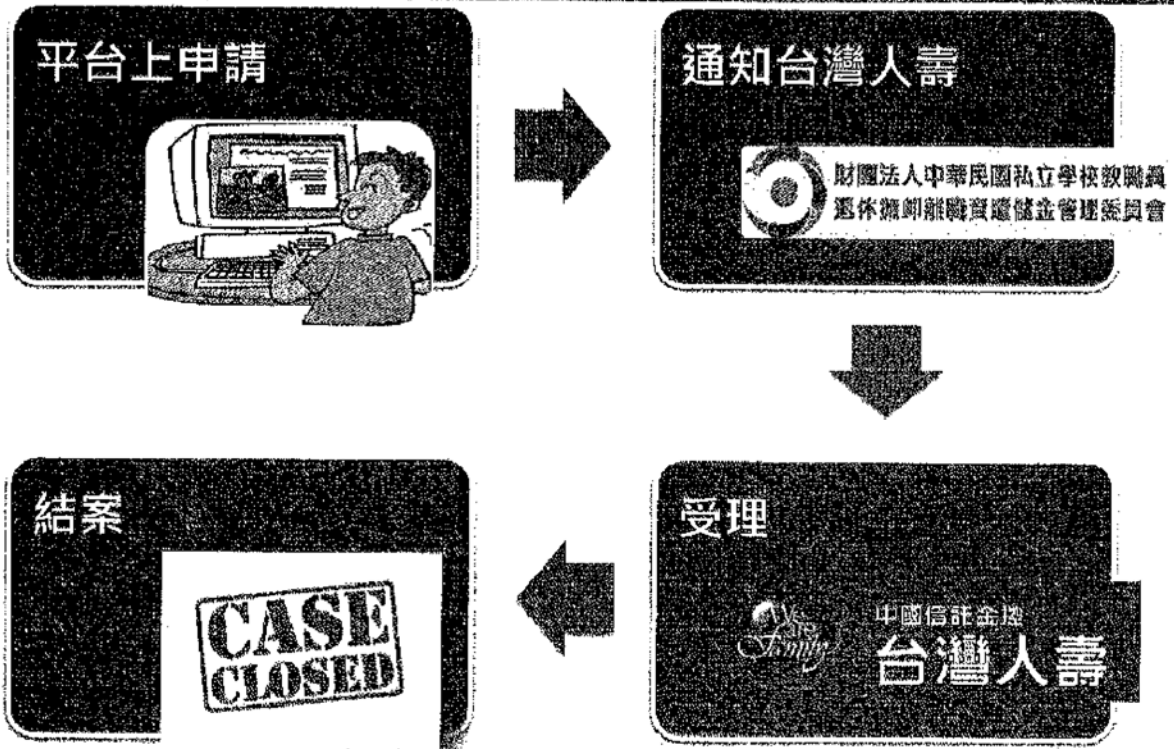 平台上申請
通知台灣人壽
財團法人中華民國私立學校教職員
退休撫卹離職資遣儲金管理委員會
受理
We are Family
中國信託金控
台灣人壽
結案
CASE
CLOSED